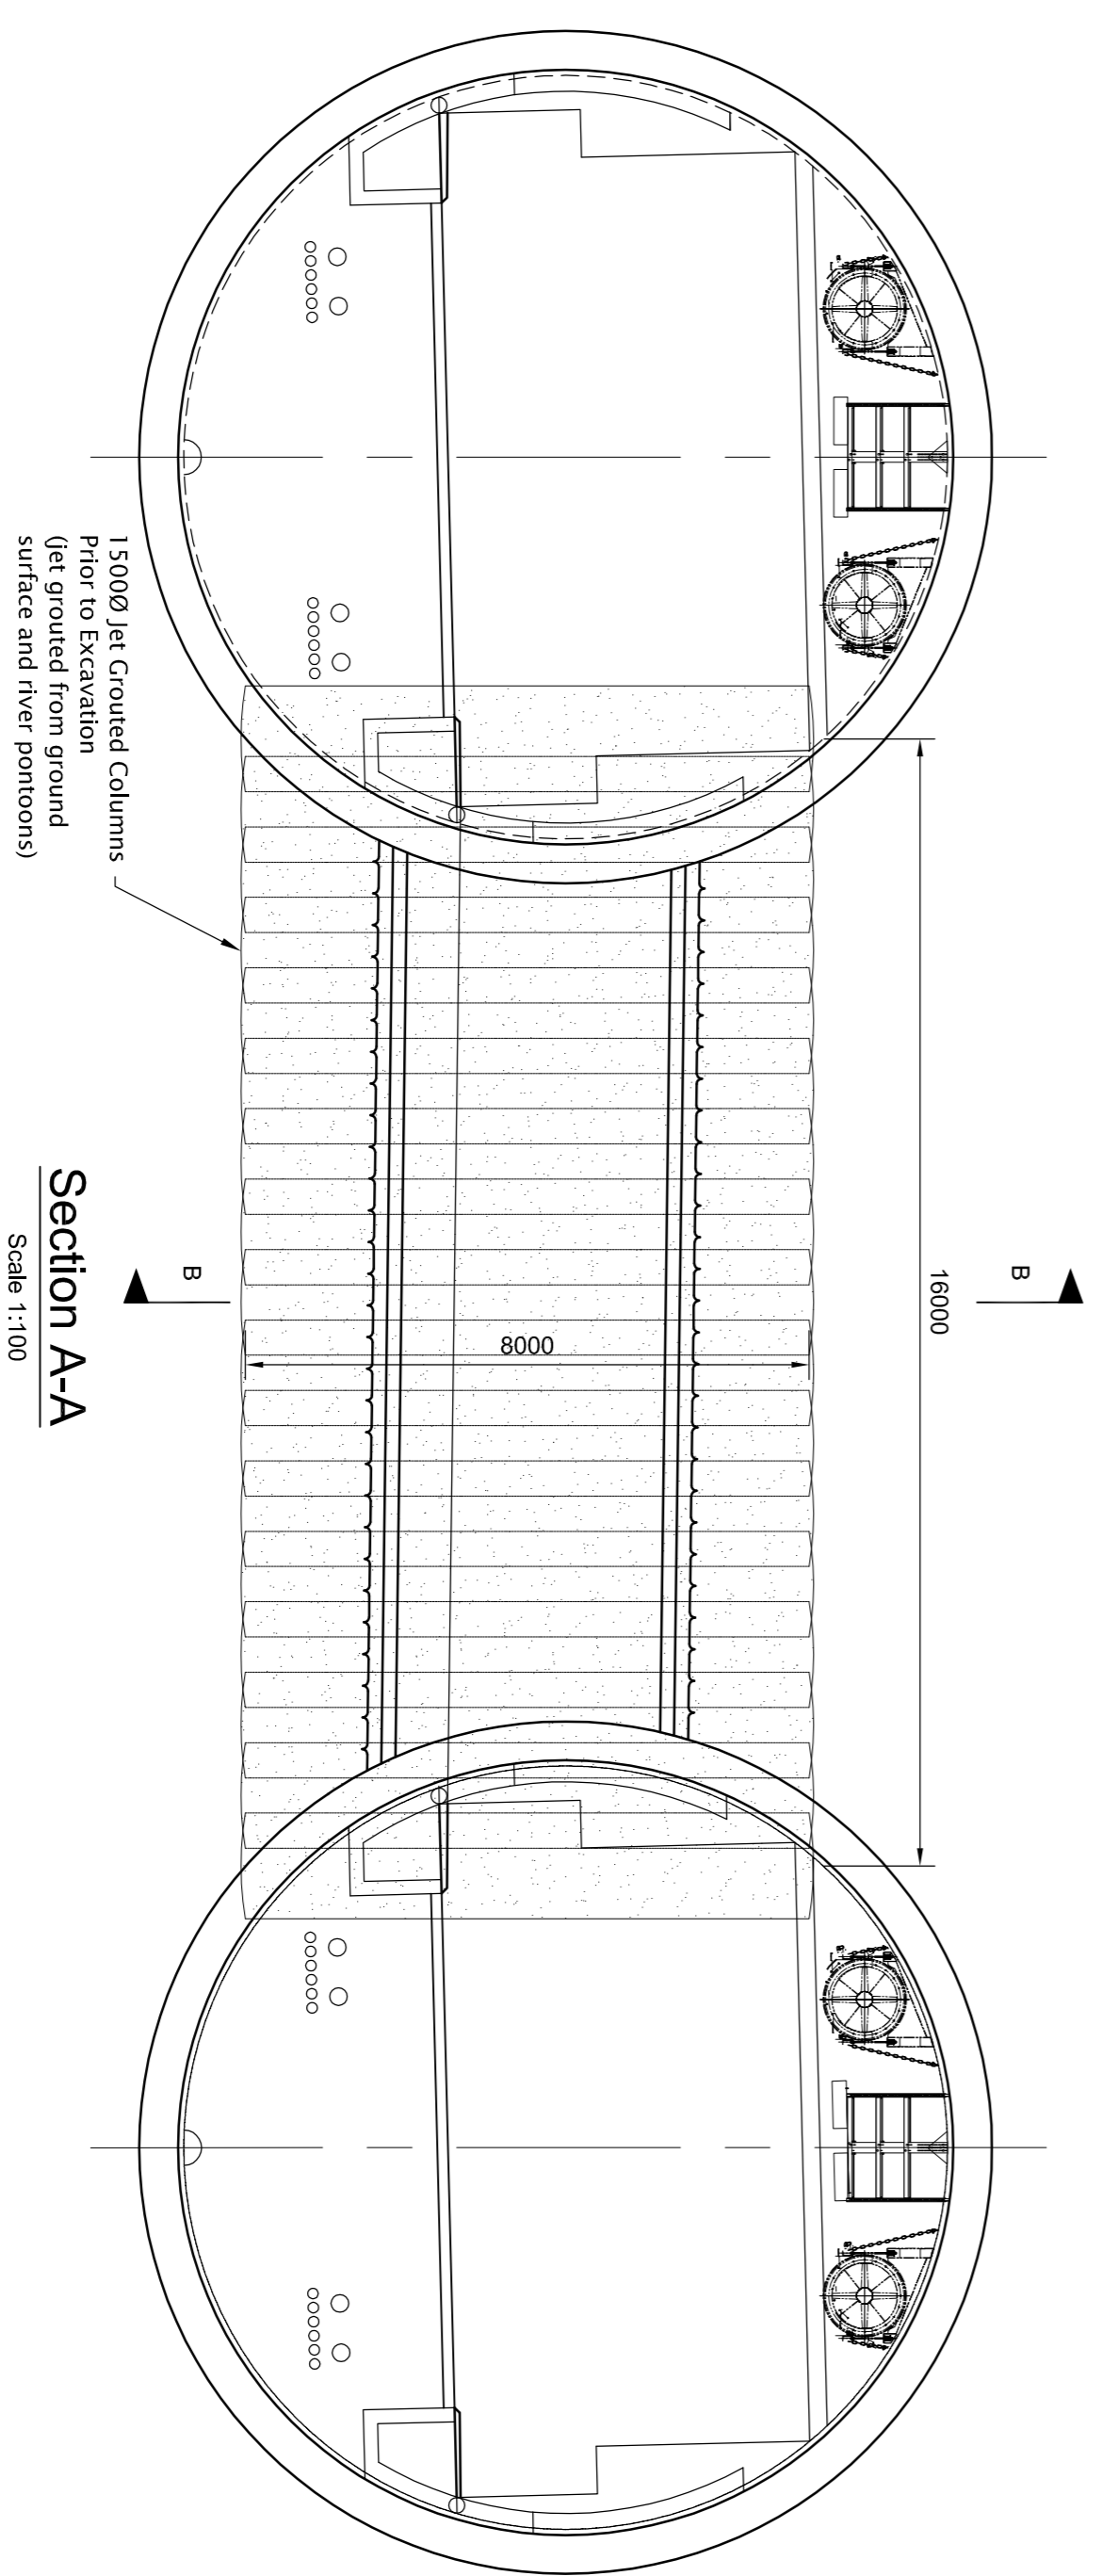 B
16000
8000
B
1500Ø Jet Grouted Columns
Prior to Excavation
(jet grouted from ground
surface and river pontoons)
Section A-A
Scale 1:100